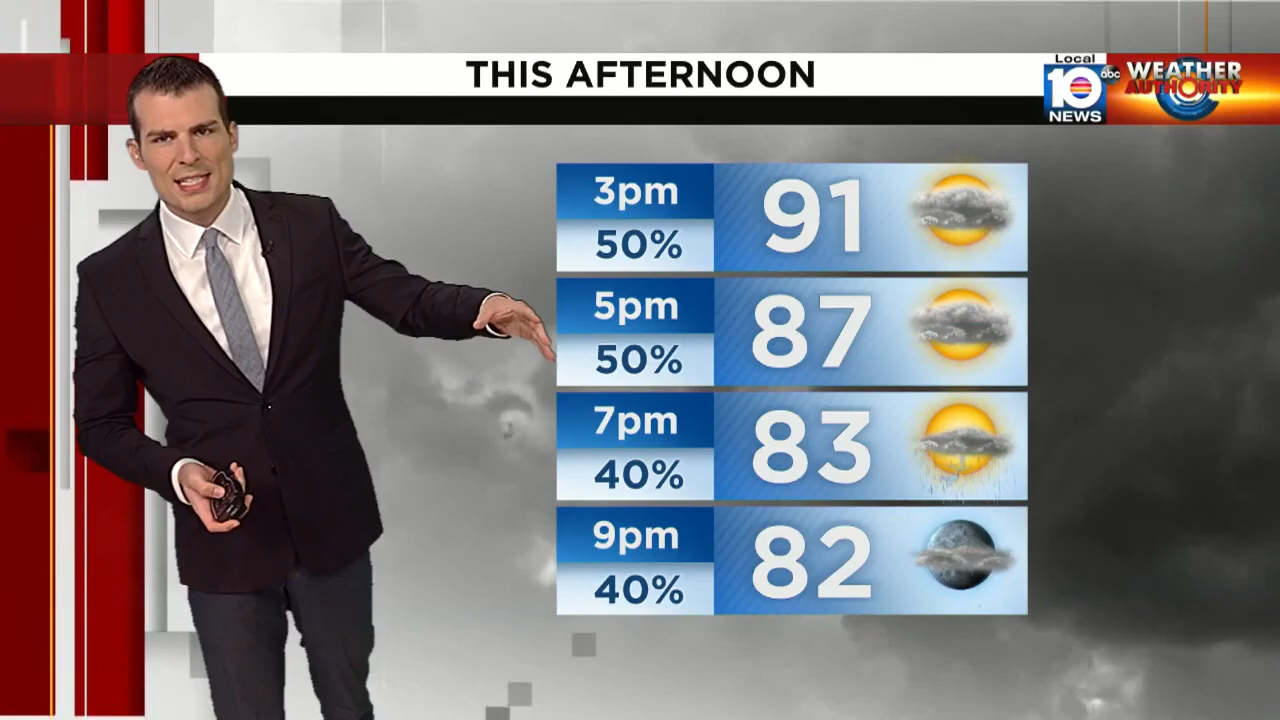 THIS AFTERNOON
Local
10
abc
NEWS
WEATHER
AUTHORITY
3pm
91
50%
5pm
87
50%
7pm
83
40%
9pm
82
40%